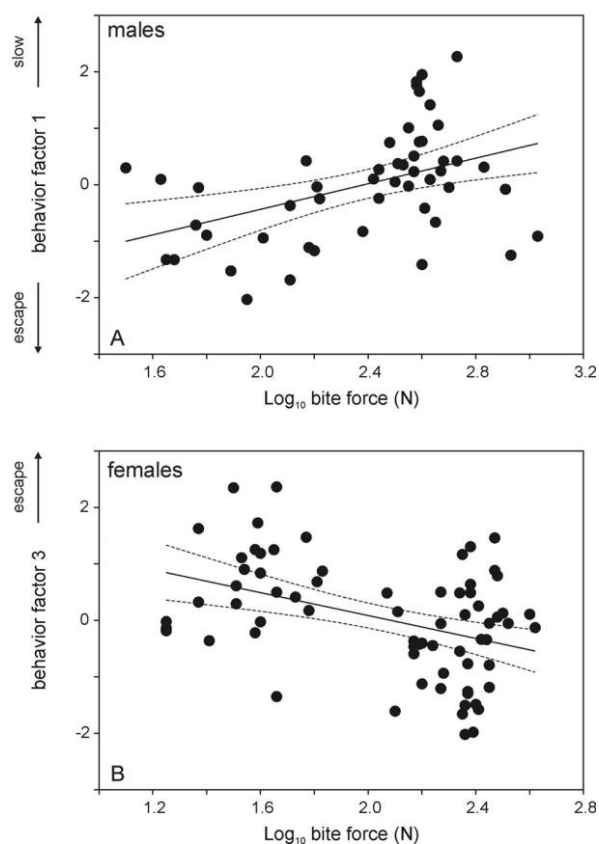 males
slow
behavior factor 1
escape
2
0
-2
A
1.6 2.0 2.4 2.8 3.2
Log₁₀ bite force (N)
females
escape
behavior factor 3
2
0
-2
B
1.2 1.6 2.0 2.4 2.8
Log₁₀ bite force (N)